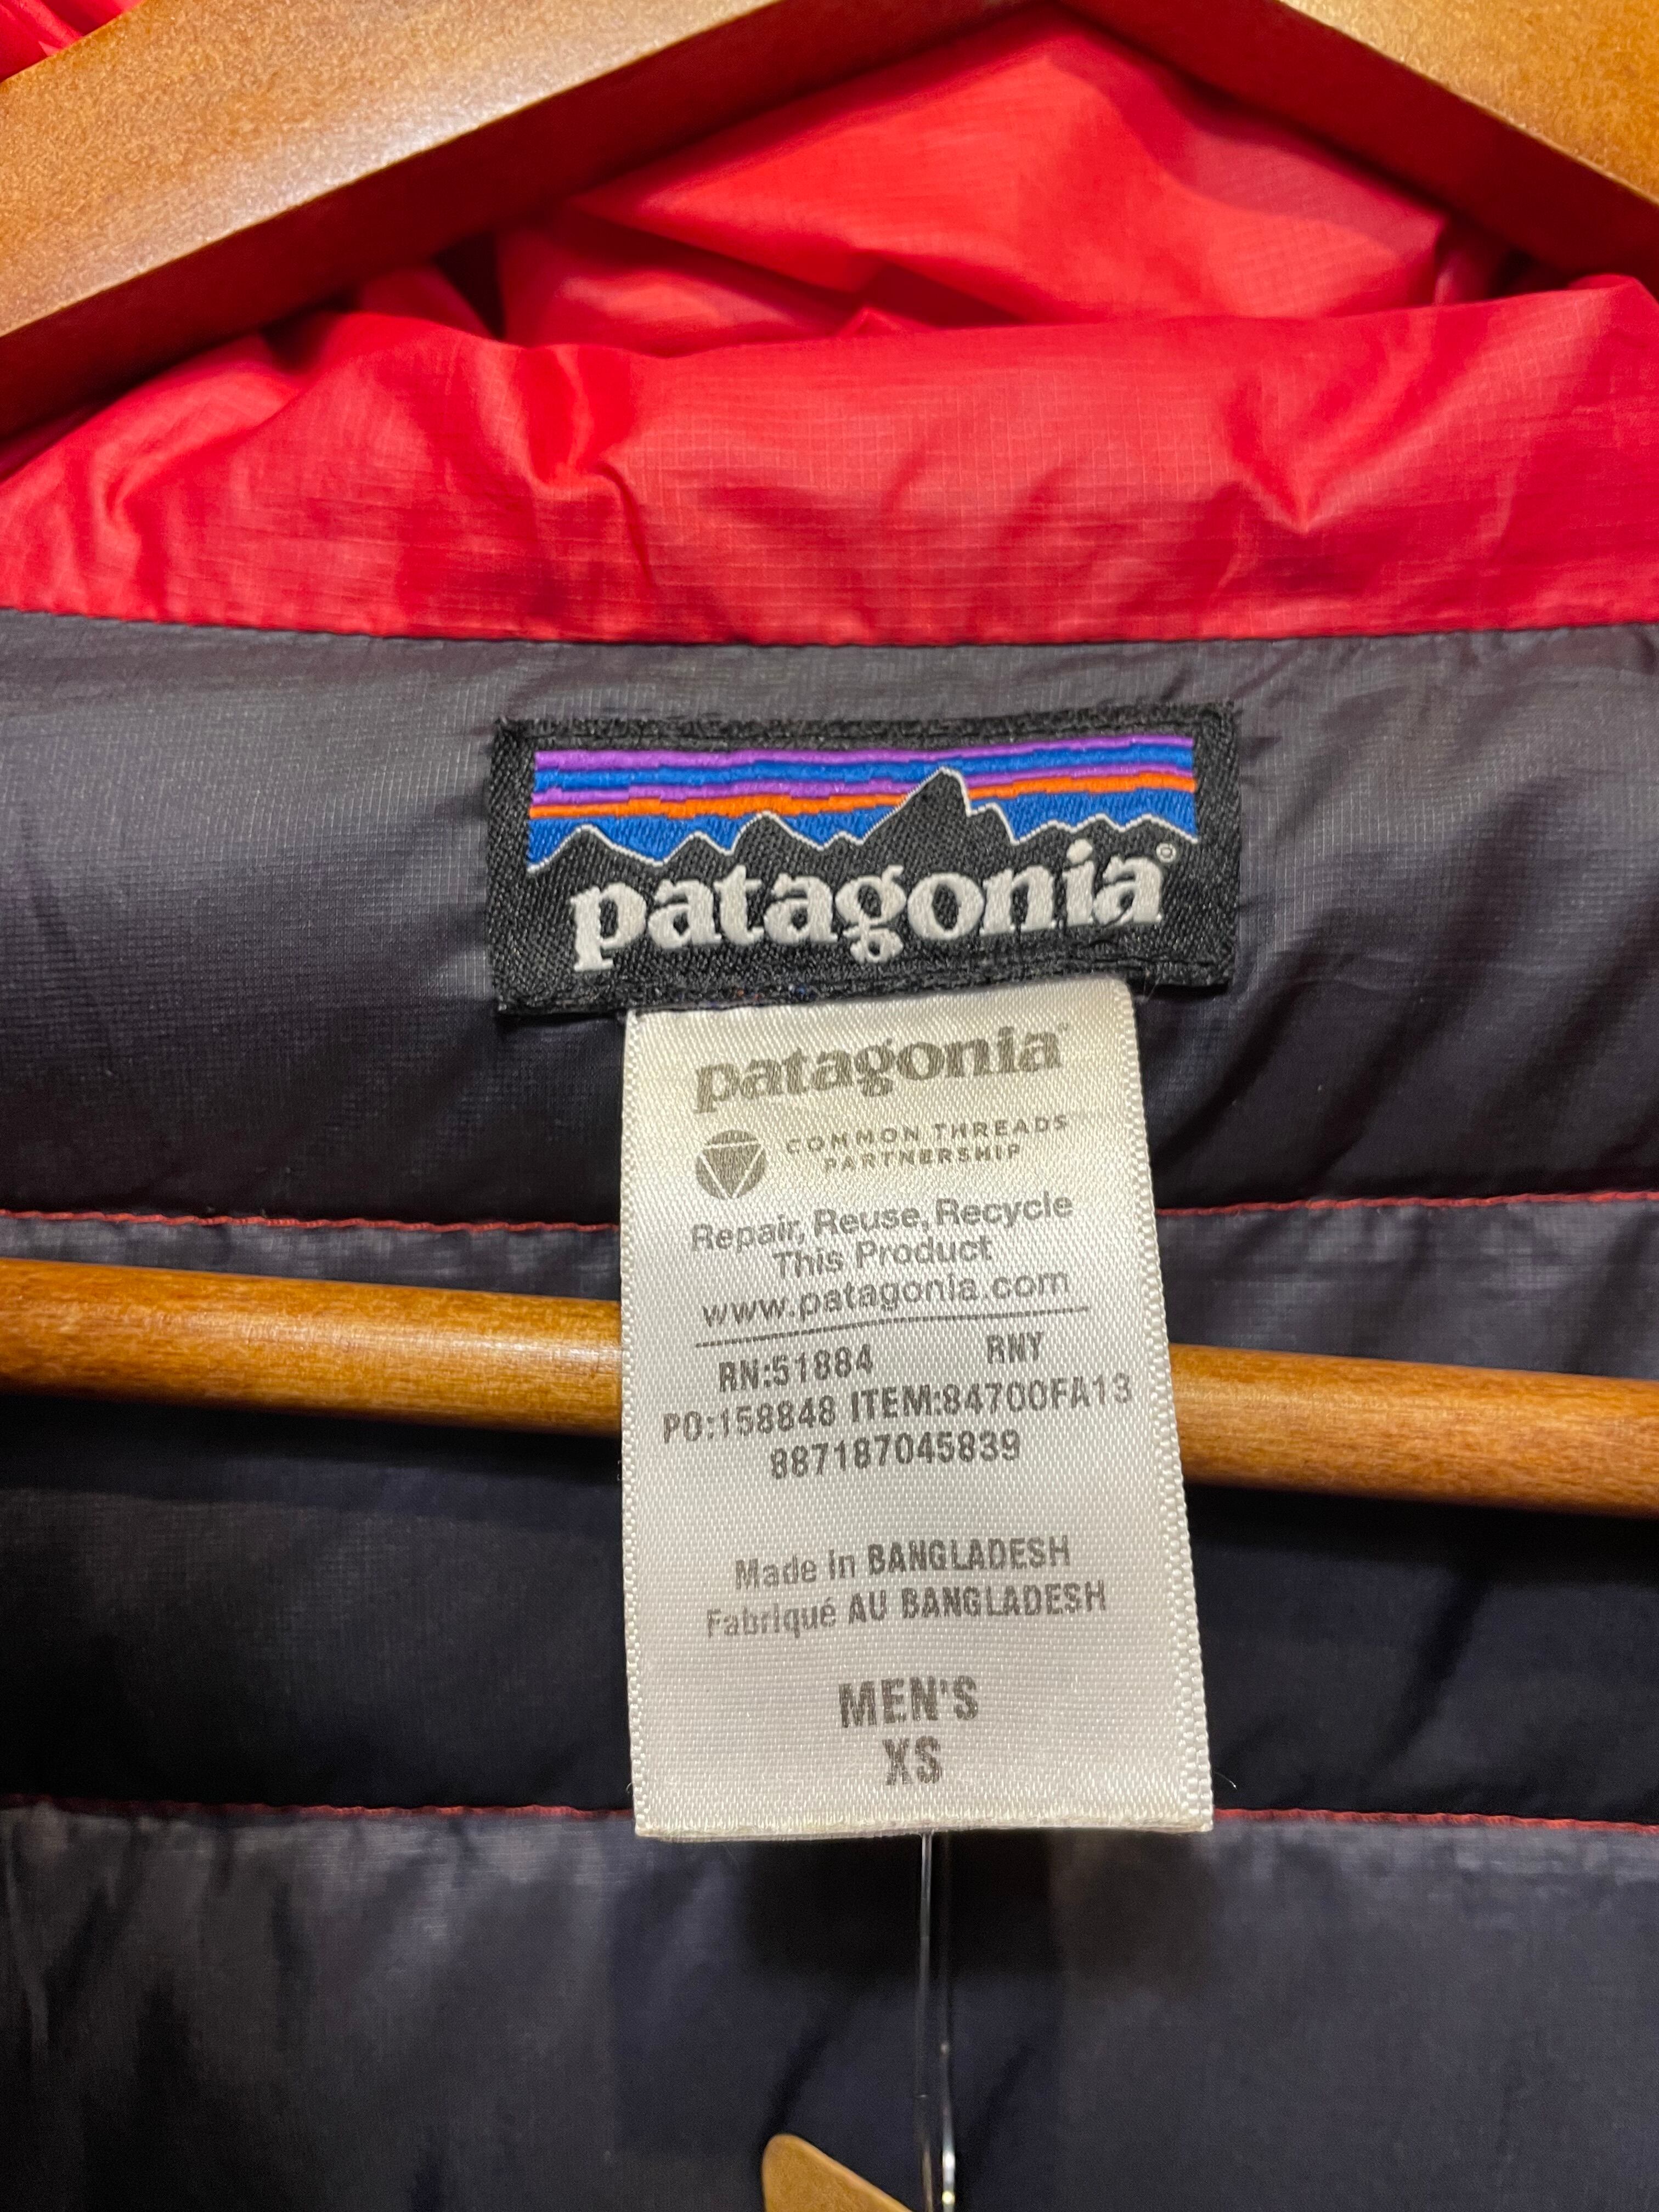 patagonia®
patagonia
COMMON THREADS
PARTNERSHIP
Repair, Reuse, Recycle
This Product
www.patagonia.com
RN:51884 RNY
PO:158848 ITEM:84700FA13
887187045839
Made in BANGLADESH
Fabriqué AU BANGLADESH
MEN'S
XS